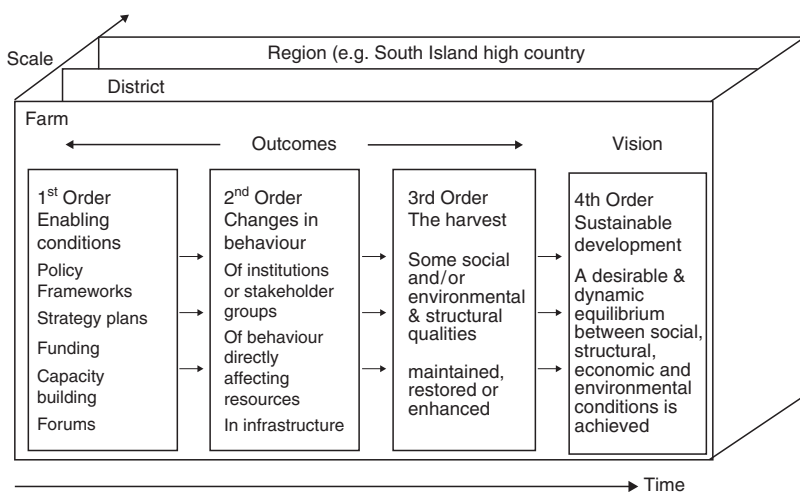 Scale
Region (e.g. South Island high country
District
Farm
Outcomes
Vision
1st Order
Enabling
conditions
Policy
Frameworks
Strategy plans
Funding
Capacity
building
Forums
2nd Order
Changes in
behaviour
Of institutions
or stakeholder
groups
Of behaviour
directly
affecting
resources
In infrastructure
3rd Order
The harvest
Some social
and/or
environmental
& structural
qualities
maintained,
restored or
enhanced
4th Order
Sustainable
development
A desirable &
dynamic
equilibrium
between social,
structural,
economic and
environmental
conditions is
achieved
Time